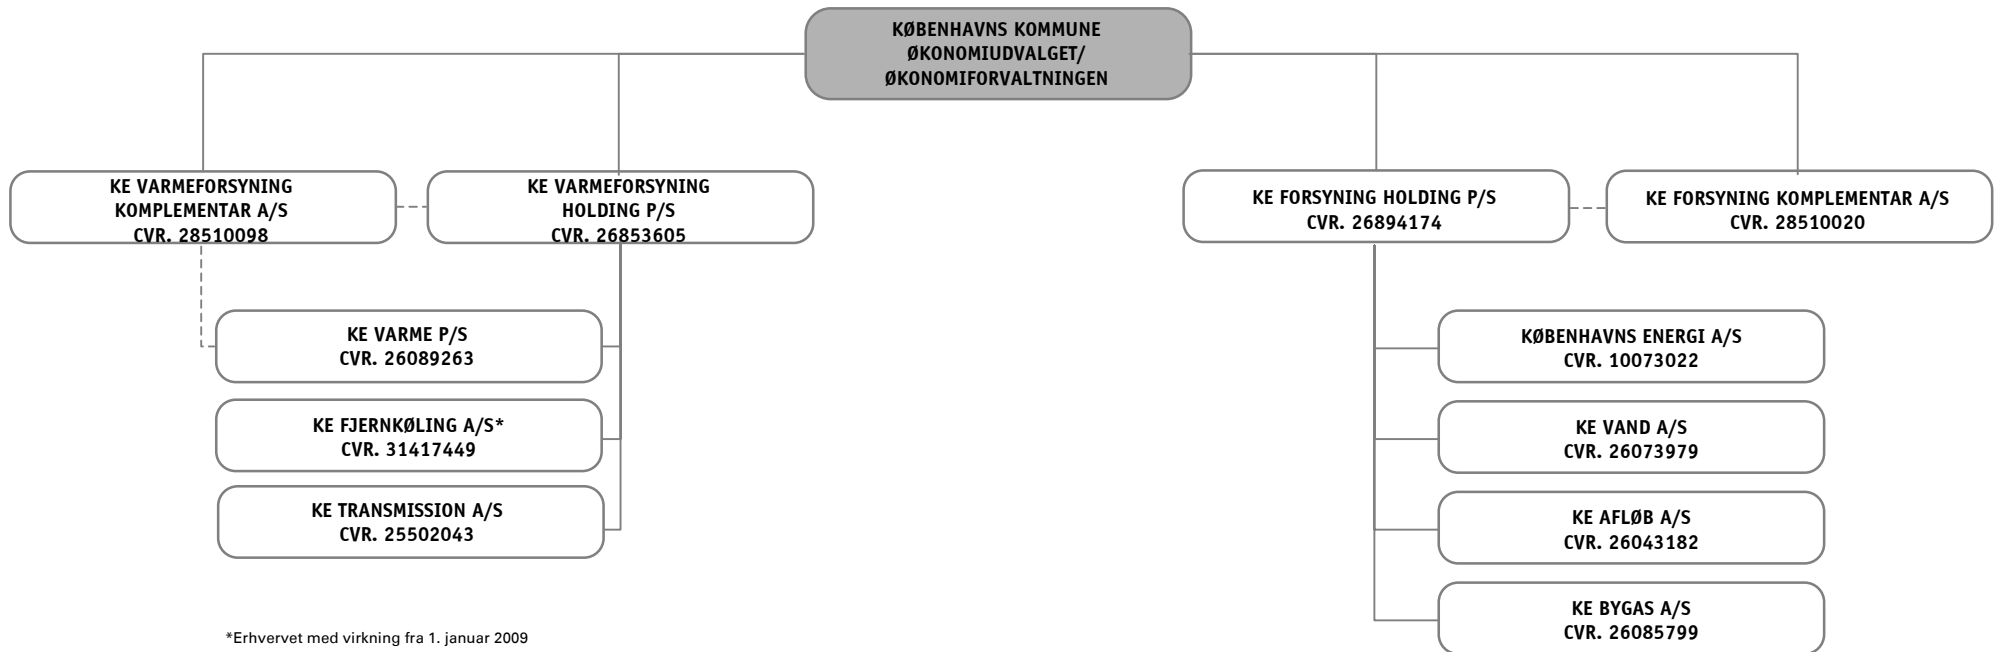 KØBENHAVNS KOMMUNE
ØKONOMIUDVALGET/
ØKONOMIFORVALTNINGEN
KE VARMEFORSYNING
KOMPLEMENTAR A/S
CVR. 28510098
KE VARMEFORSYNING
HOLDING P/S
CVR. 26853605
KE FORSYNING HOLDING P/S
CVR. 26894174
KE FORSYNING KOMPLEMENTAR A/S
CVR. 28510020
KE VARME P/S
CVR. 26089263
KE FJERNKØLING A/S*
CVR. 31417449
KE TRANSMISSION A/S
CVR. 25502043
KØBENHAVNS ENERGI A/S
CVR. 10073022
KE VAND A/S
CVR. 26073979
KE AFLØB A/S
CVR. 26043182
KE BYGAS A/S
CVR. 26085799
*Erhvervet med virkning fra 1. januar 2009